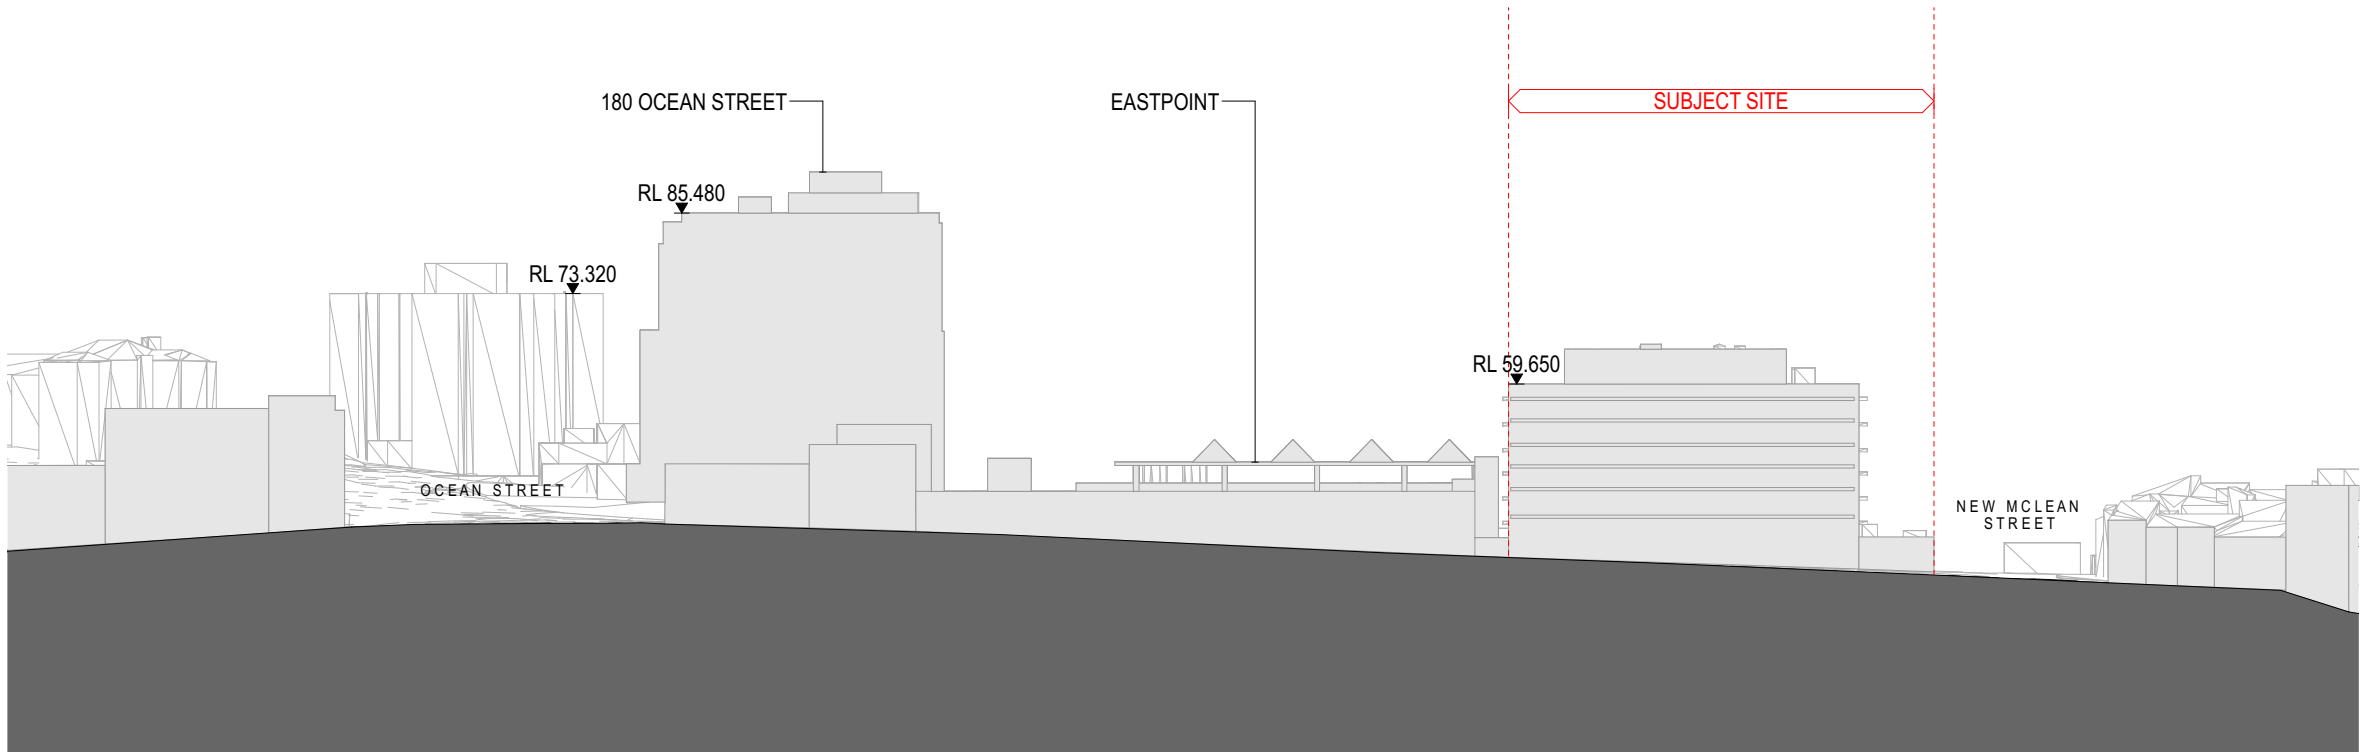 180 OCEAN STREET
EASTPOINT
SUBJECT SITE
RL 85.480
RL 73.320
RL 59.650
OCEAN STREET
NEW MCLEAN
STREET